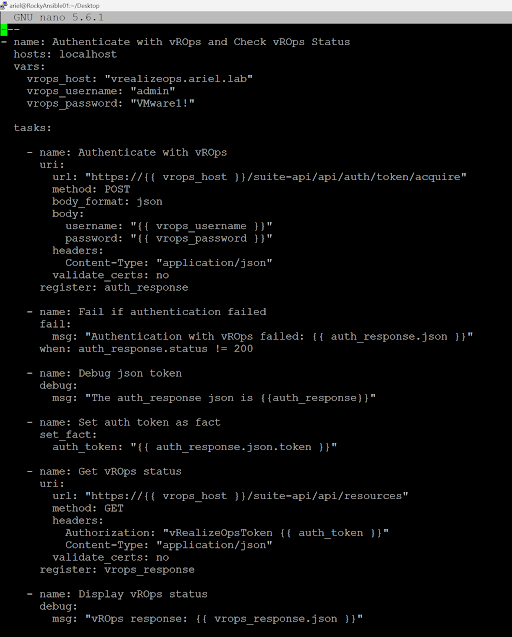 ariel@RockyAnsible01:~/Desktop
GNU nano 5.6.1
---
- name: Authenticate with vROps and Check vROps Status
  hosts: localhost
  vars:
    vrops_host: "vrealizeops.ariel.lab"
    vrops_username: "admin"
    vrops_password: "VMware1!"

  tasks:

    - name: Authenticate with vROps
      uri:
        url: "https://{{ vrops_host }}/suite-api/api/auth/token/acquire"
        method: POST
        body_format: json
        body:
          username: "{{ vrops_username }}"
          password: "{{ vrops_password }}"
        headers:
          Content-Type: "application/json"
        validate_certs: no
      register: auth_response

    - name: Fail if authentication failed
      fail:
        msg: "Authentication with vROps failed: {{ auth_response.json }}"
      when: auth_response.status != 200

    - name: Debug json token
      debug:
        msg: "The auth_response json is {{auth_response}}"

    - name: Set auth token as fact
      set_fact:
        auth_token: "{{ auth_response.json.token }}"

    - name: Get vROps status
      uri:
        url: "https://{{ vrops_host }}/suite-api/api/resources"
        method: GET
        headers:
          Authorization: "vRealizeOpsToken {{ auth_token }}"
          Content-Type: "application/json"
        validate_certs: no
      register: vrops_response

    - name: Display vROps status
      debug:
        msg: "vROps response: {{ vrops_response.json }}"